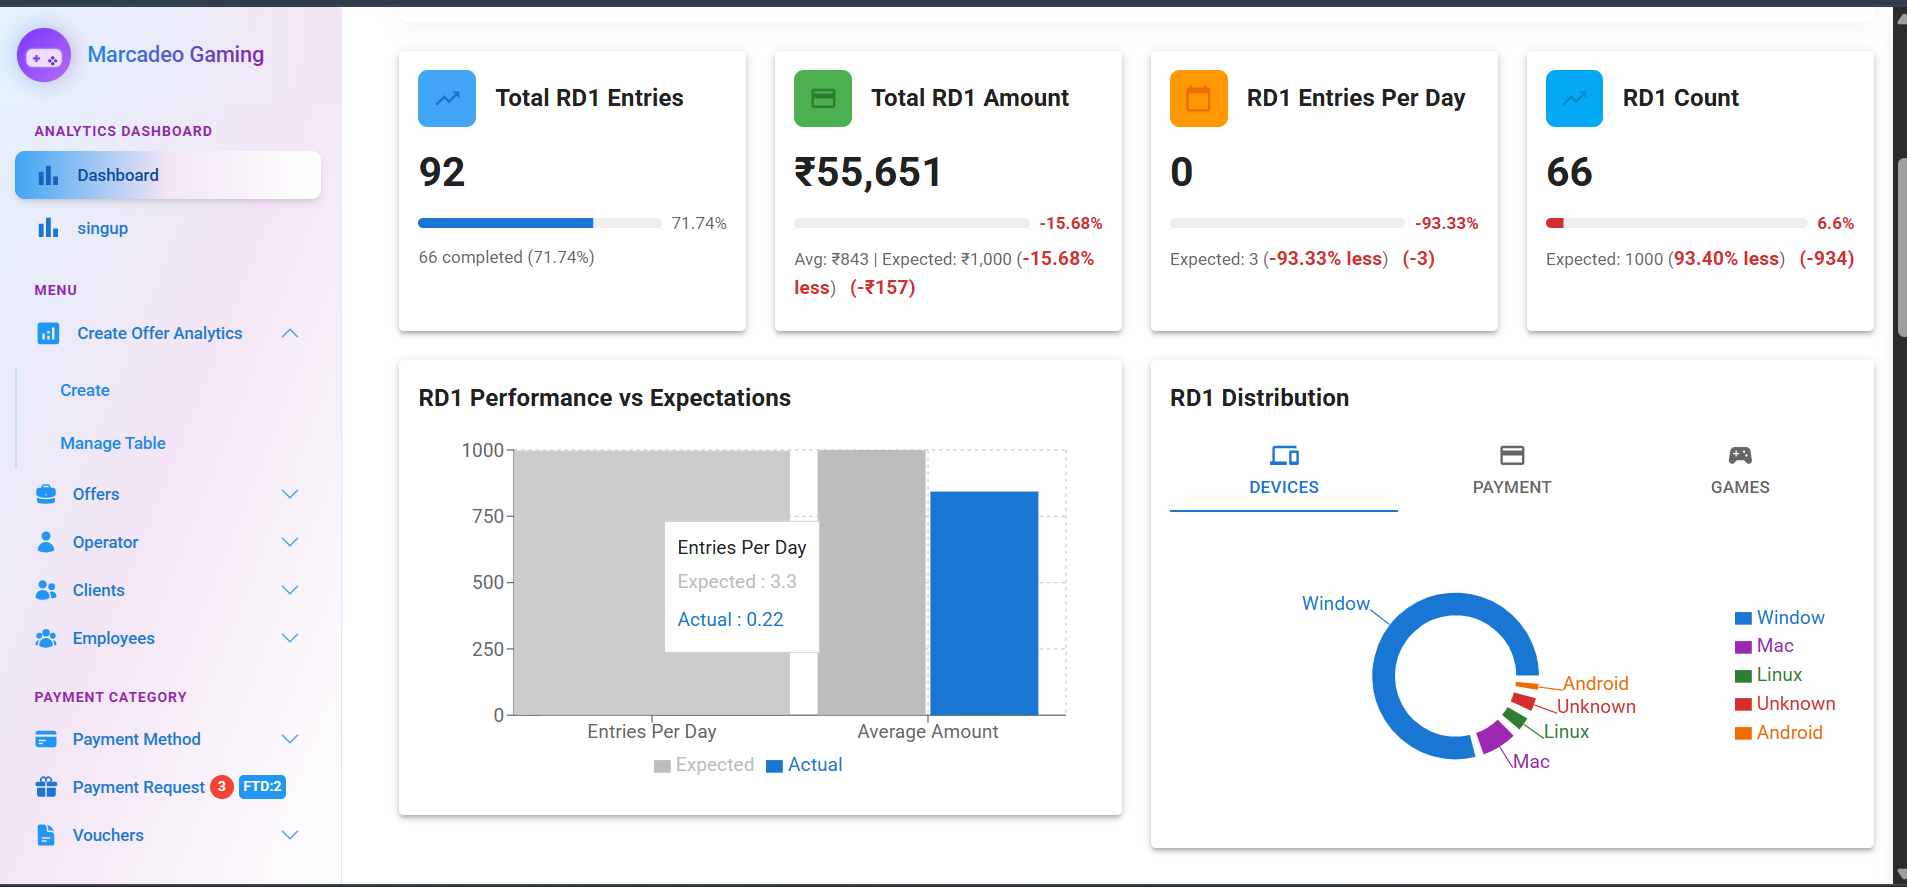 Marcadeo Gaming
ANALYTICS DASHBOARD
Dashboard
singup
MENU
Create Offer Analytics
Create
Manage Table
Offers
Operator
Clients
Employees
PAYMENT CATEGORY
Payment Method
Payment Request 3 FTD:2
Vouchers
Total RD1 Entries
92
71.74%
66 completed (71.74%)
Total RD1 Amount
₹55,651
-15.68%
Avg: ₹843 | Expected: ₹1,000 (-15.68%
less) (-₹157)
RD1 Entries Per Day
0
-93.33%
Expected: 3 (-93.33% less) (-3)
RD1 Count
66
6.6%
Expected: 1000 (93.40% less) (-934)
RD1 Performance vs Expectations
1000
750
500
250
0
Entries Per Day
Expected : 3.3
Actual : 0.22
Entries Per Day
Average Amount
Expected
Actual
RD1 Distribution
DEVICES
PAYMENT
GAMES
Window
Android
Unknown
Linux
Mac
Window
Mac
Linux
Unknown
Android